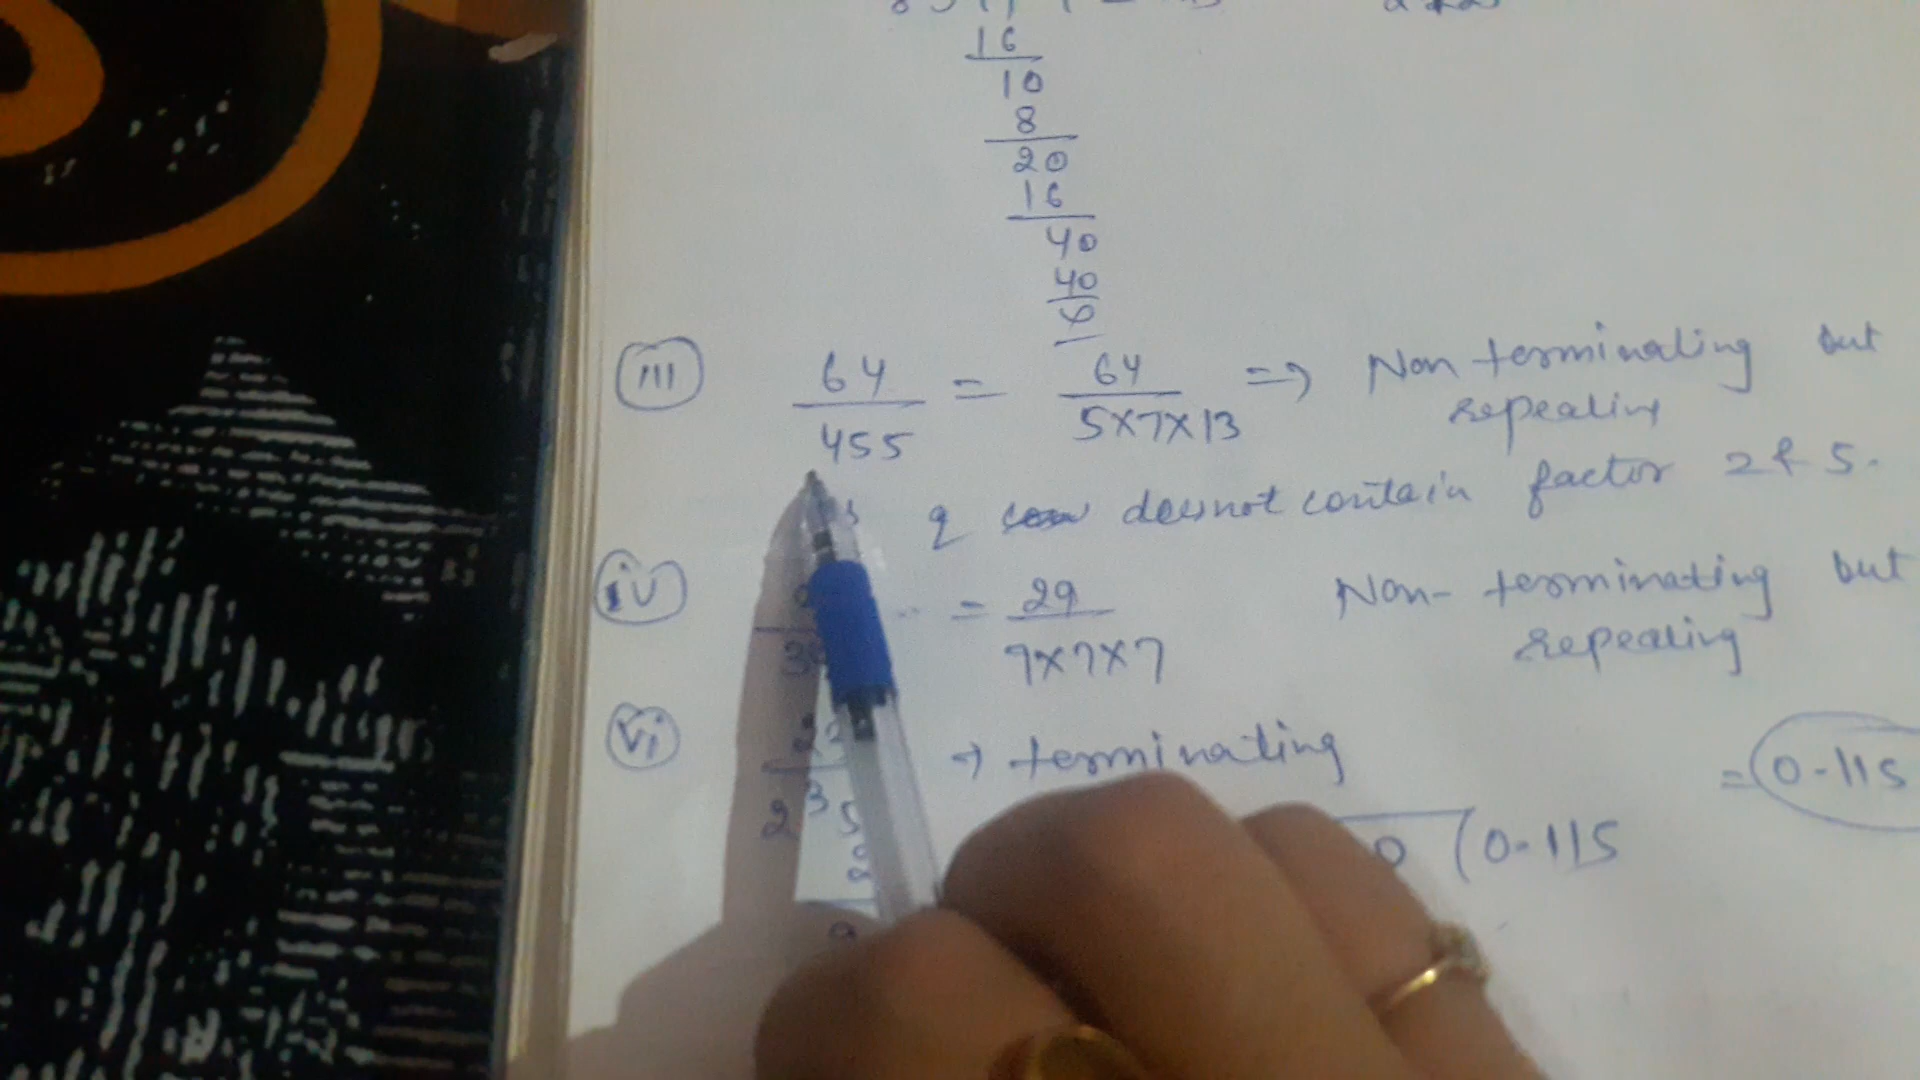 16
10
8
20
16
40
40
(iii) 64/455 = 64/5×7×13 => Non terminating but
repeating
q doesnot contain factor 2 & 5.
(iv) = 29/7×7×7 Non-terminating but
repeating
(vi) → terminating = 0.115
2³5
0 (0.115